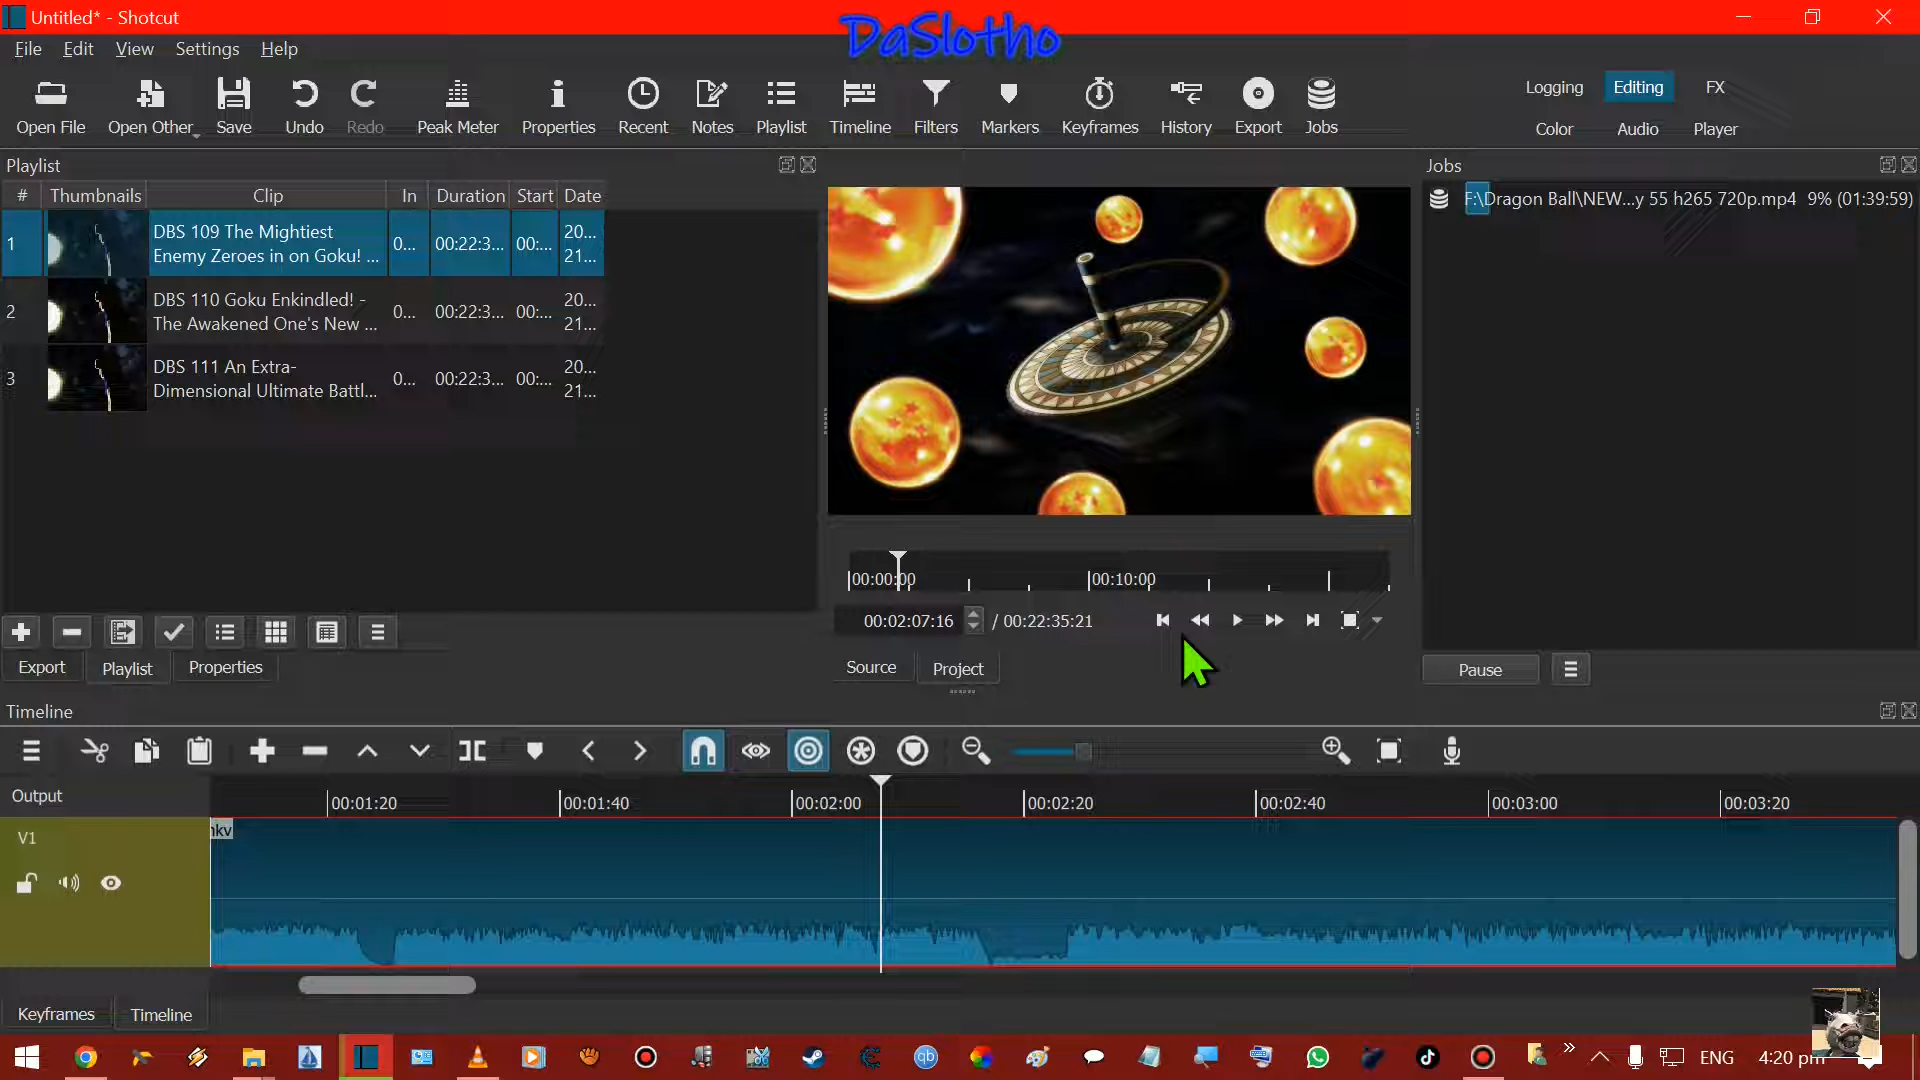 Untitled* - Shotcut
DaSlotho
File Edit View Settings Help
Open File Open Other Save Undo Redo Peak Meter Properties Recent Notes Playlist Timeline Filters Markers Keyframes History Export Jobs
Logging Editing FX
Color Audio Player
Playlist
# Thumbnails Clip In Duration Start Date
1 DBS 109 The Mightiest Enemy Zeroes in on Goku! ... 0... 00:22:3... 00:... 20... 21...
2 DBS 110 Goku Enkindled! - The Awakened One's New ... 0... 00:22:3... 00:... 20... 21...
3 DBS 111 An Extra-Dimensional Ultimate Battl... 0... 00:22:3... 00:... 20... 21...
Export Playlist Properties
00:00:00 00:10:00
00:02:07:16 / 00:22:35:21
Source Project
Jobs
F:\Dragon Ball\NEW...y 55 h265 720p.mp4 9% (01:39:59)
Pause
Timeline
Output
00:01:20 00:01:40 00:02:00 00:02:20 00:02:40 00:03:00 00:03:20
V1
mkv
Keyframes Timeline
qb
ENG
4:20 pm